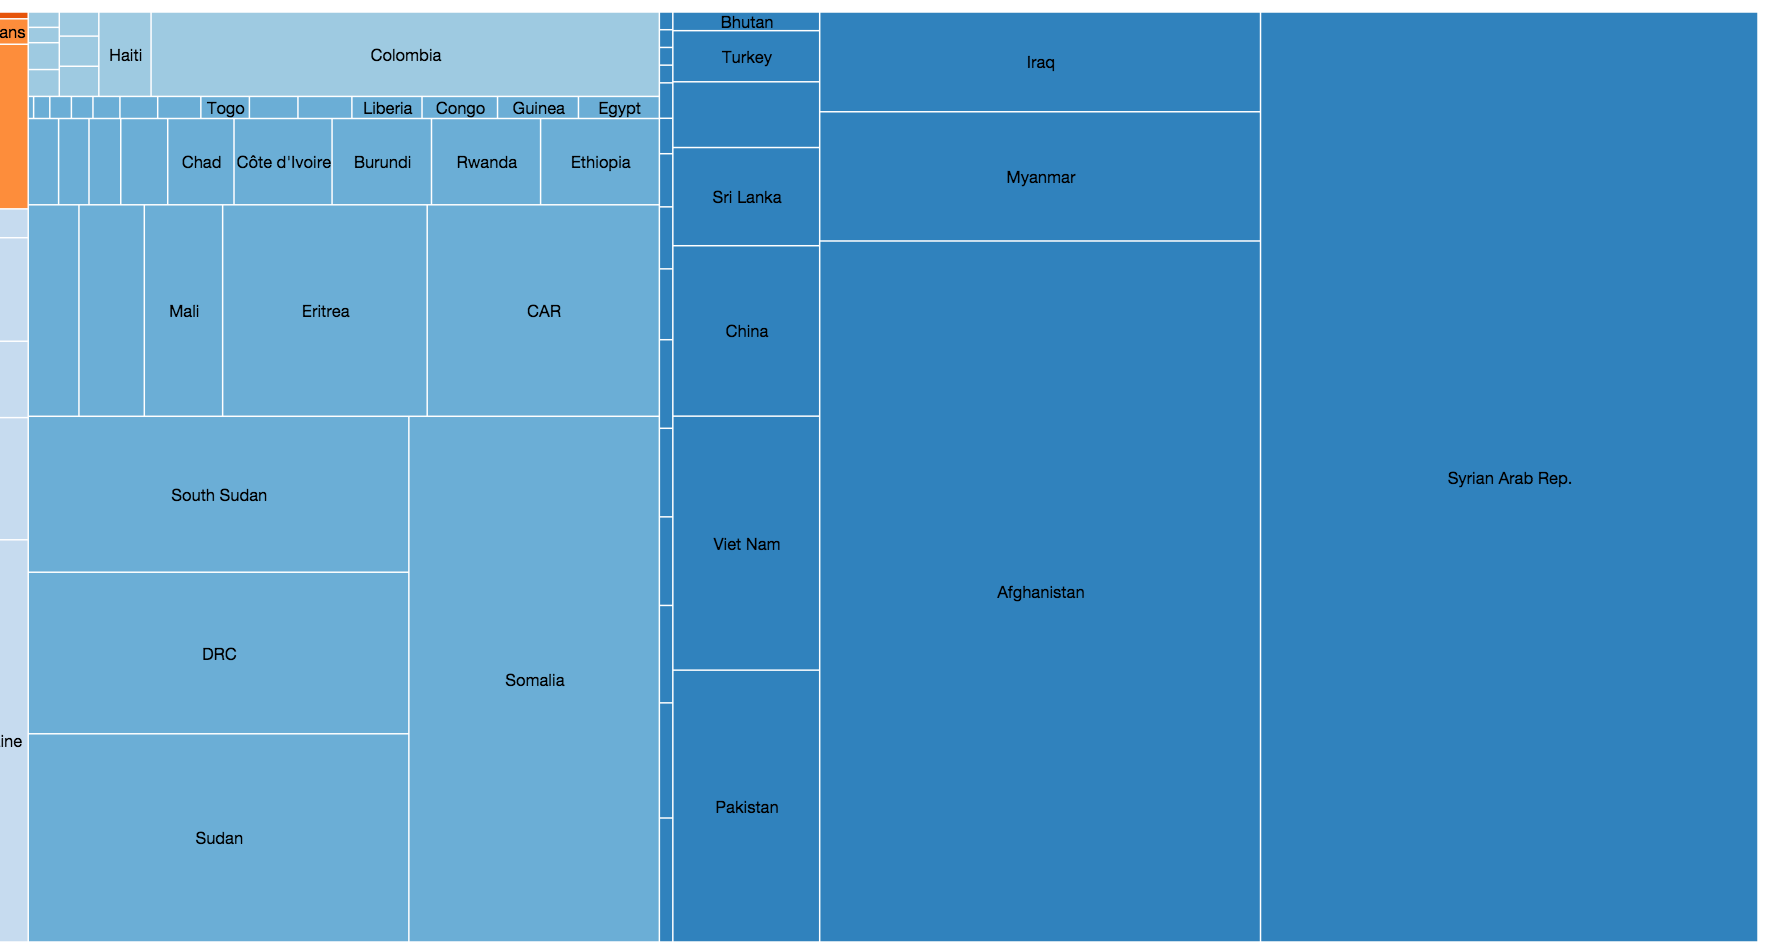 ans
Haiti
Colombia
Togo
Liberia
Congo
Guinea
Egypt
Chad
Côte d'Ivoire
Burundi
Rwanda
Ethiopia
Mali
Eritrea
CAR
South Sudan
DRC
Sudan
Somalia
ine
Bhutan
Turkey
Sri Lanka
China
Viet Nam
Pakistan
Iraq
Myanmar
Afghanistan
Syrian Arab Rep.